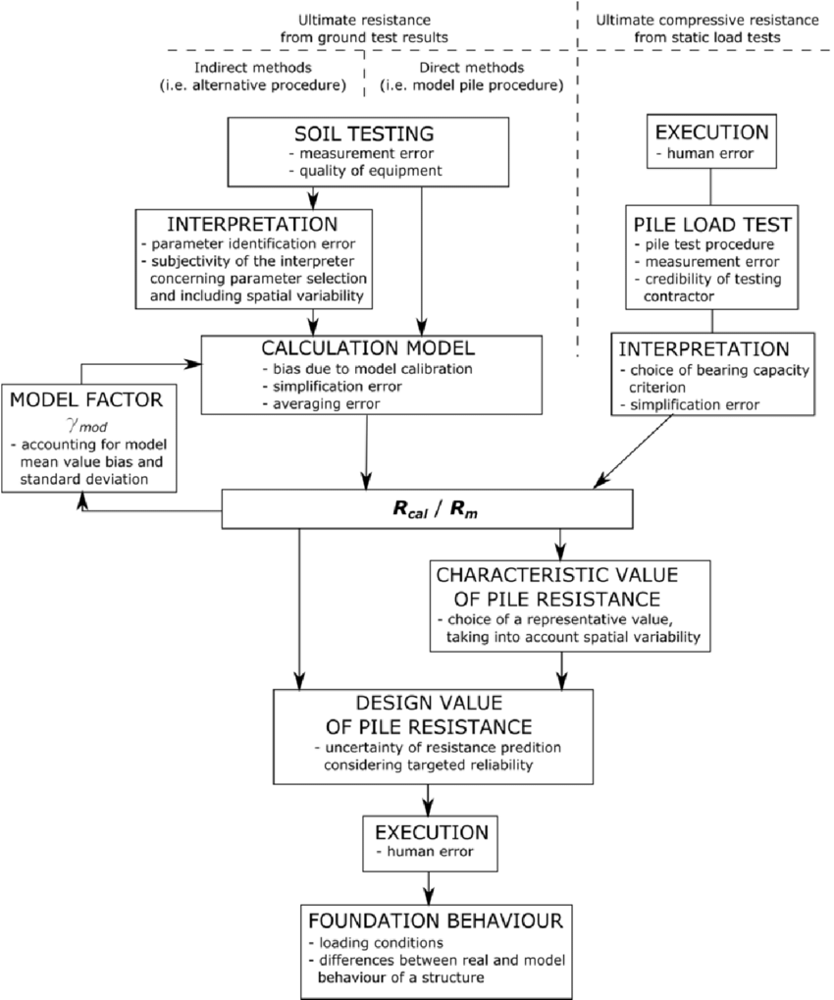 Ultimate resistance
from ground test results
Ultimate compressive resistance
from static load tests
Indirect methods
(i.e. alternative procedure)
Direct methods
(i.e. model pile procedure)
SOIL TESTING
- measurement error
- quality of equipment
EXECUTION
- human error
INTERPRETATION
- parameter identification error
- subjectivity of the interpreter
concerning parameter selection
and including spatial variability
PILE LOAD TEST
- pile test procedure
- measurement error
- credibility of testing
contractor
CALCULATION MODEL
- bias due to model calibration
- simplification error
- averaging error
INTERPRETATION
- choice of bearing capacity
criterion
- simplification error
MODEL FACTOR
γmod
- accounting for model
mean value bias and
standard deviation
Rcal / Rm
CHARACTERISTIC VALUE
OF PILE RESISTANCE
- choice of a representative value,
taking into account spatial variability
DESIGN VALUE
OF PILE RESISTANCE
- uncertainty of resistance predition
considering targeted reliability
EXECUTION
- human error
FOUNDATION BEHAVIOUR
- loading conditions
- differences between real and model
behaviour of a structure